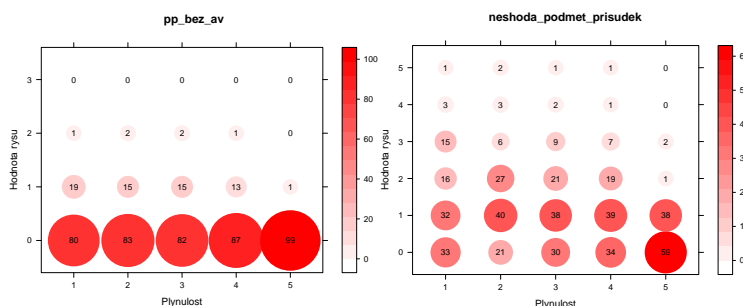 pp_bez_av
Hodnota rysu
3 0 0 0 0 0
2 1 2 2 1 0
1 19 15 15 13 1
0 80 83 82 87 99
1 2 3 4 5
Plynulost
100
80
60
40
20
0
neshoda_podmet_prisudek
Hodnota rysu
5 1 2 1 1 0
4 3 3 2 1 0
3 15 6 9 7 2
2 16 27 21 19 1
1 32 40 38 39 38
0 33 21 30 34 59
1 2 3 4 5
Plynulost